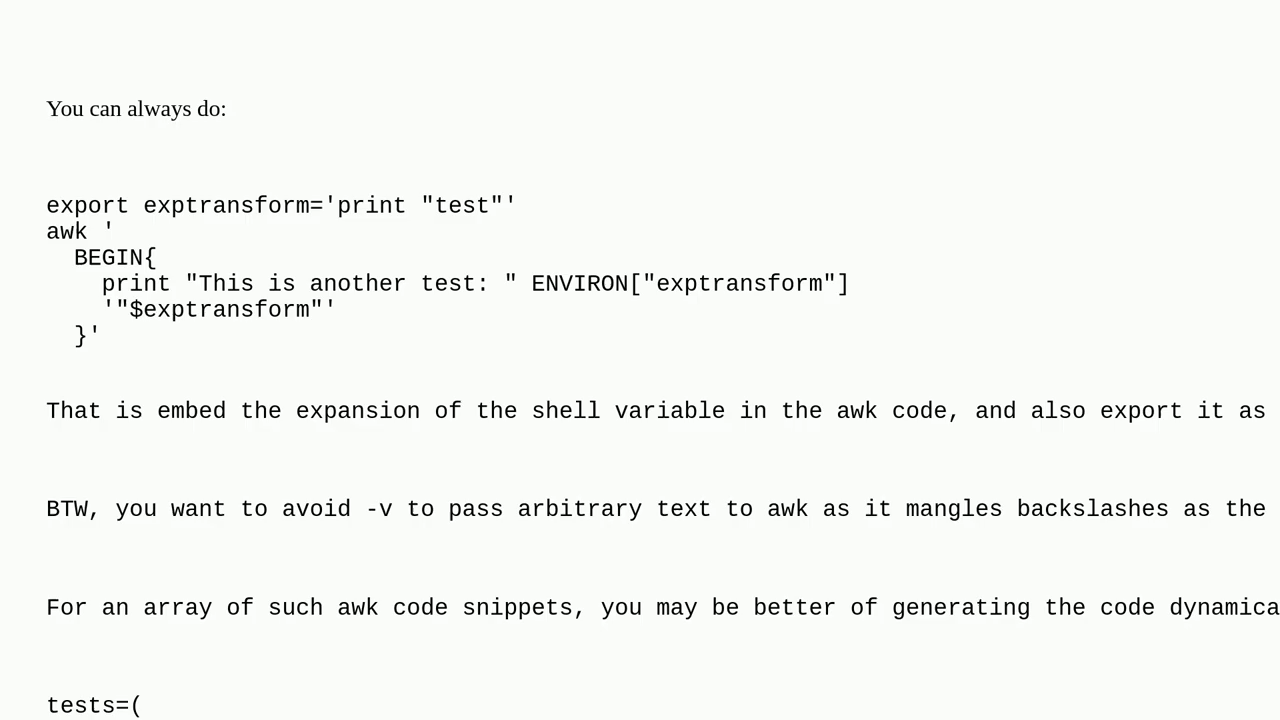 You can always do:
export exptransform='print "test"'
awk '
  BEGIN{
    print "This is another test: " ENVIRON["exptransform"]
    '"$exptransform"'
  }'
That is embed the expansion of the shell variable in the awk code, and also export it as
BTW, you want to avoid -v to pass arbitrary text to awk as it mangles backslashes as the
For an array of such awk code snippets, you may be better of generating the code dynamica
tests=(